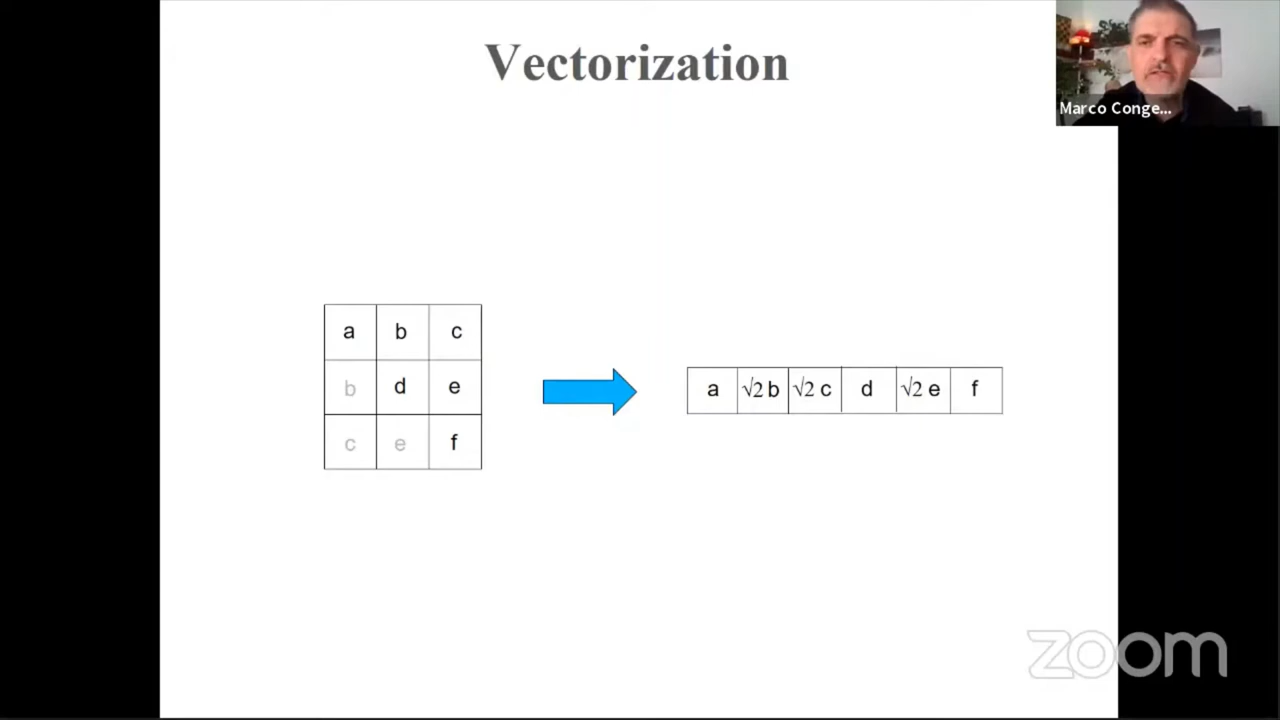 Vectorization
Marco Conge...
a b c
b d e
c e f
a √2 b √2 c d √2 e f
zoom